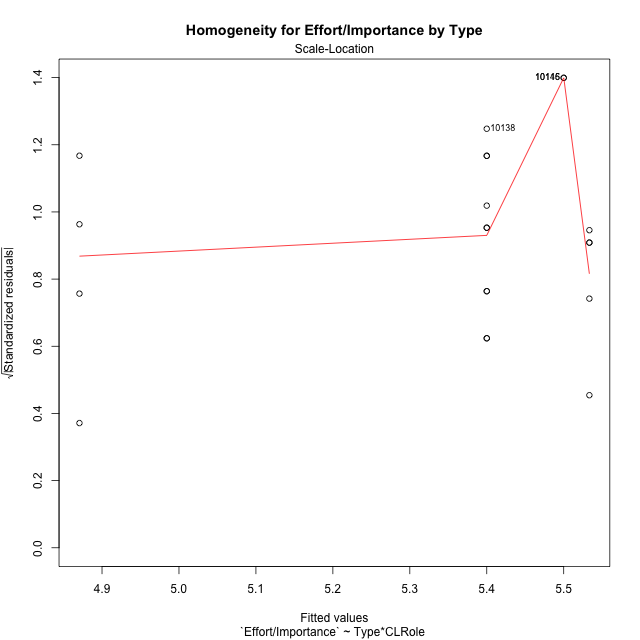 Homogeneity for Effort/Importance by Type
Scale-Location
√|Standardized residuals|
1.4
1.2
1.0
0.8
0.6
0.4
0.2
0.0
10146
10138
4.9 5.0 5.1 5.2 5.3 5.4 5.5
Fitted values
`Effort/Importance` ~ Type*CLRole